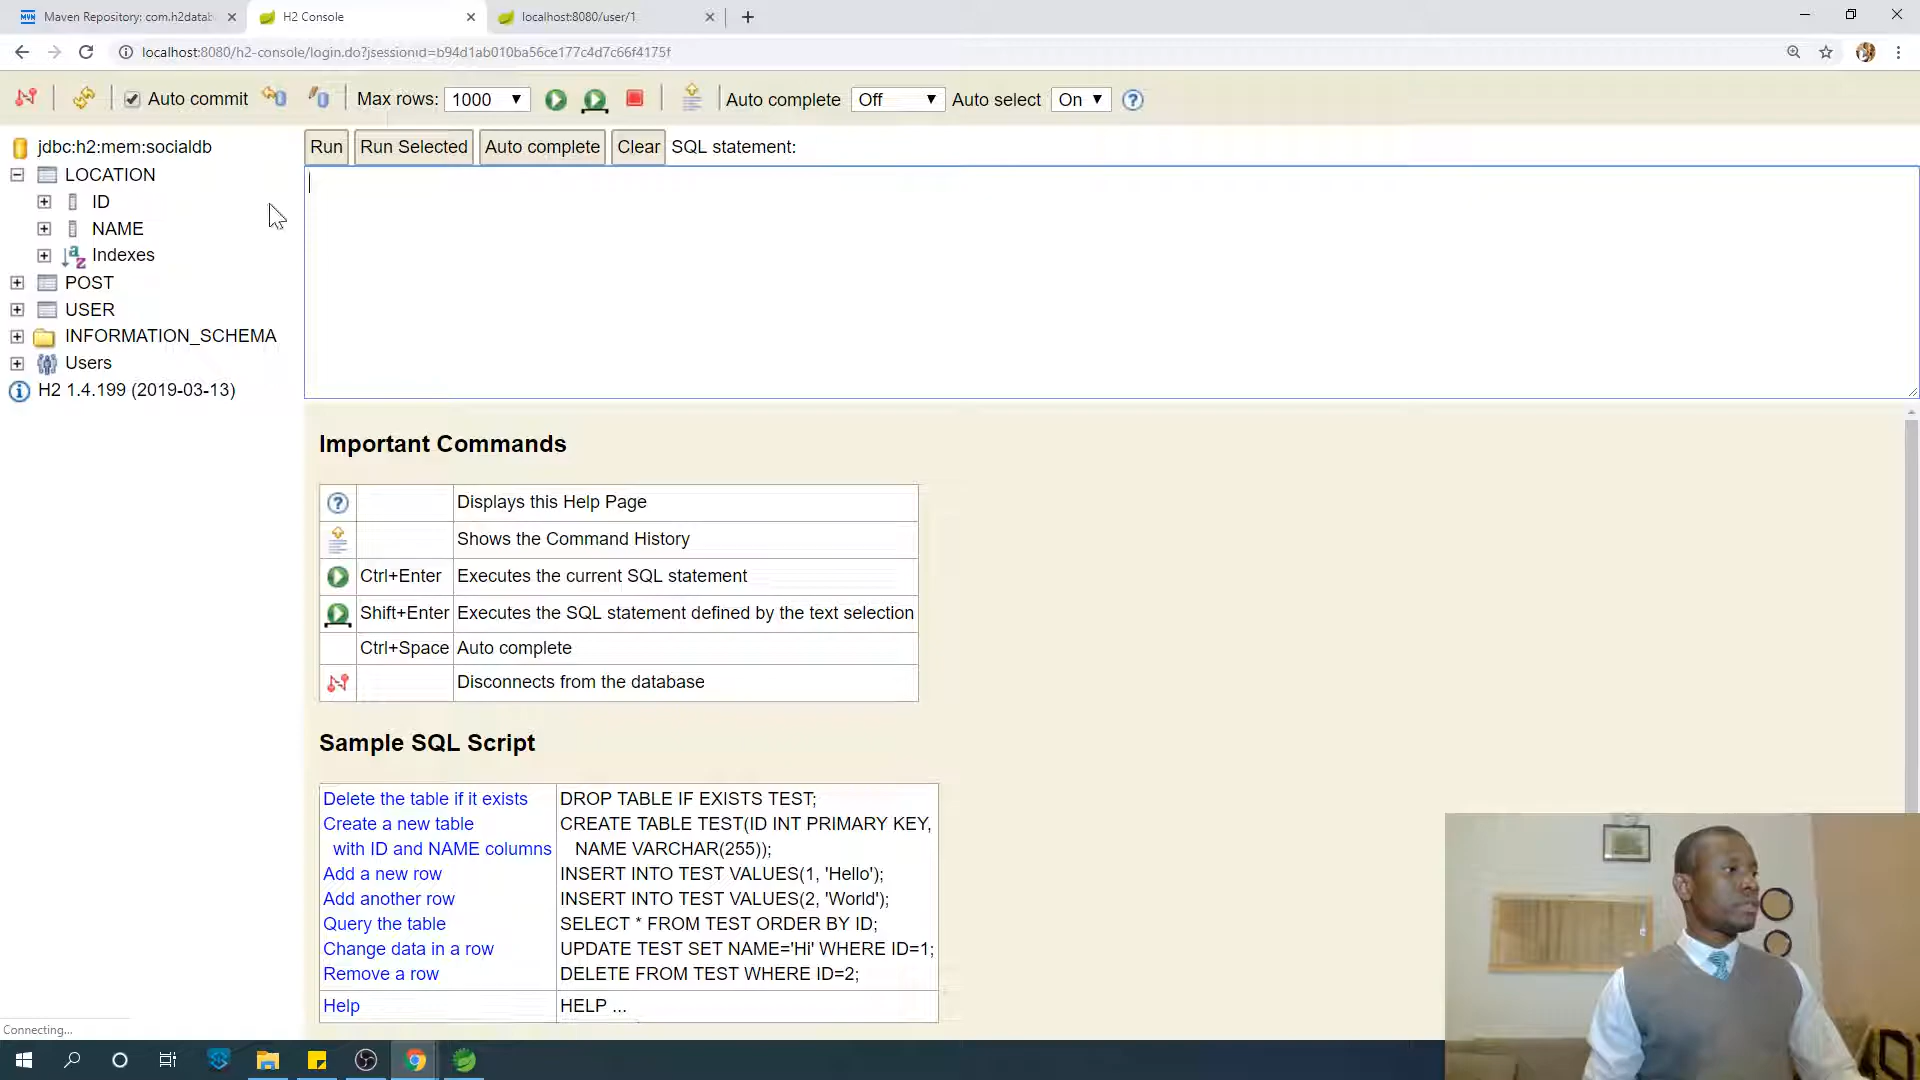 Maven Repository: com.h2datab
H2 Console
localhost:8080/user/1
localhost:8080/h2-console/login.do?jsessionid=b94d1ab010ba56ce177c4d7c66f4175f
Auto commit
Max rows: 1000
Auto complete Off
Auto select On
jdbc:h2:mem:socialdb
LOCATION
ID
NAME
Indexes
POST
USER
INFORMATION_SCHEMA
Users
H2 1.4.199 (2019-03-13)
Run Run Selected Auto complete Clear SQL statement:
Important Commands
Displays this Help Page
Shows the Command History
Ctrl+Enter Executes the current SQL statement
Shift+Enter Executes the SQL statement defined by the text selection
Ctrl+Space Auto complete
Disconnects from the database
Sample SQL Script
Delete the table if it exists DROP TABLE IF EXISTS TEST;
Create a new table CREATE TABLE TEST(ID INT PRIMARY KEY,
with ID and NAME columns NAME VARCHAR(255));
Add a new row INSERT INTO TEST VALUES(1, 'Hello');
Add another row INSERT INTO TEST VALUES(2, 'World');
Query the table SELECT * FROM TEST ORDER BY ID;
Change data in a row UPDATE TEST SET NAME='Hi' WHERE ID=1;
Remove a row DELETE FROM TEST WHERE ID=2;
Help HELP ...
Connecting...